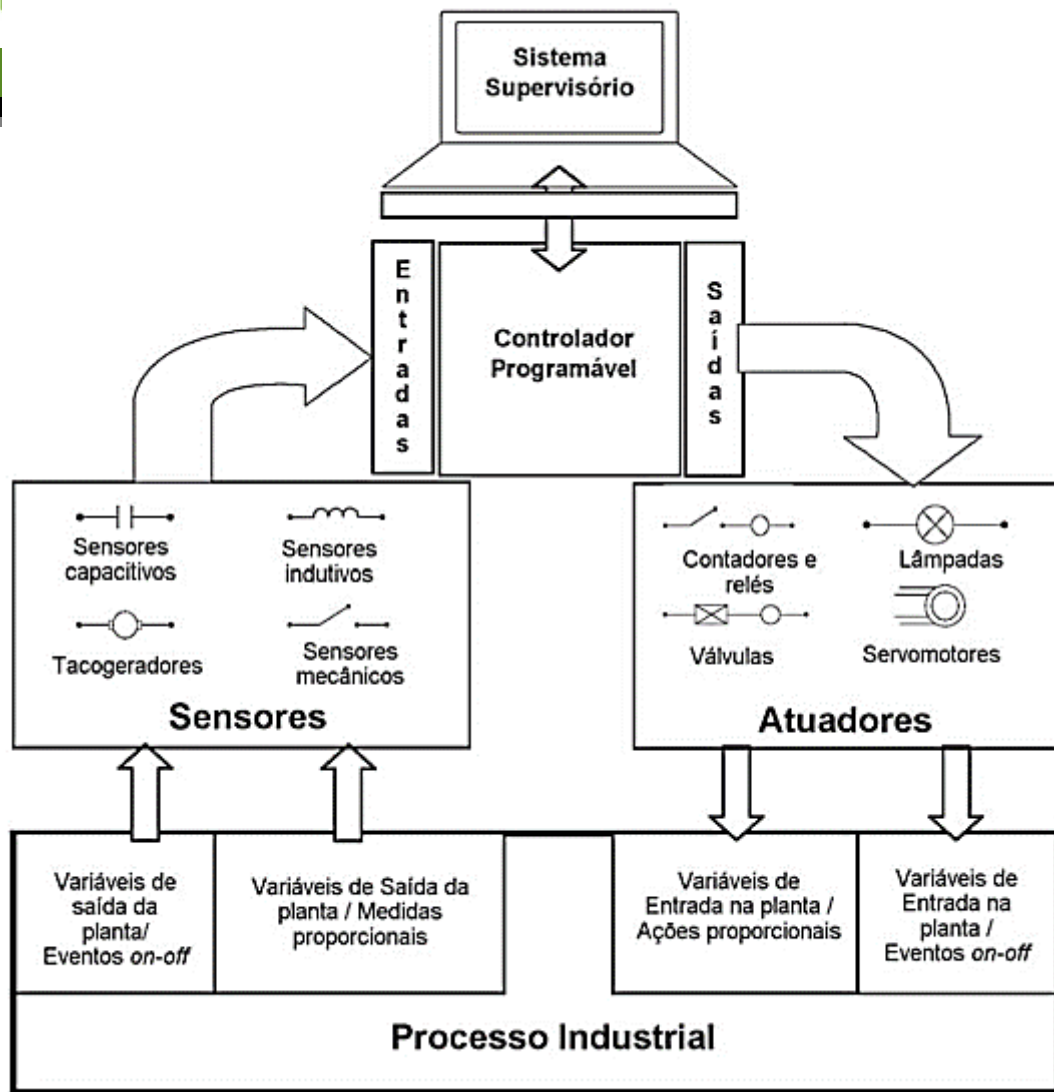 Sistema
Supervisório
Entradas
Controlador
Programável
Saídas
Sensores
capacitivos
Sensores
indutivos
Tacogeradores
Sensores
mecânicos
Sensores
Contadores e
relés
Lâmpadas
Válvulas
Servomotores
Atuadores
Variáveis de
saída da
planta/
Eventos on-off
Variáveis de Saída da
planta / Medidas
proporcionais
Variáveis de
Entrada na planta /
Ações proporcionais
Variáveis de
Entrada na
planta /
Eventos on-off
Processo Industrial